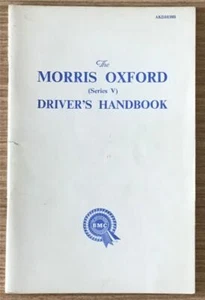 The
MORRIS OXFORD
(Series V)
DRIVER'S HANDBOOK
BMC